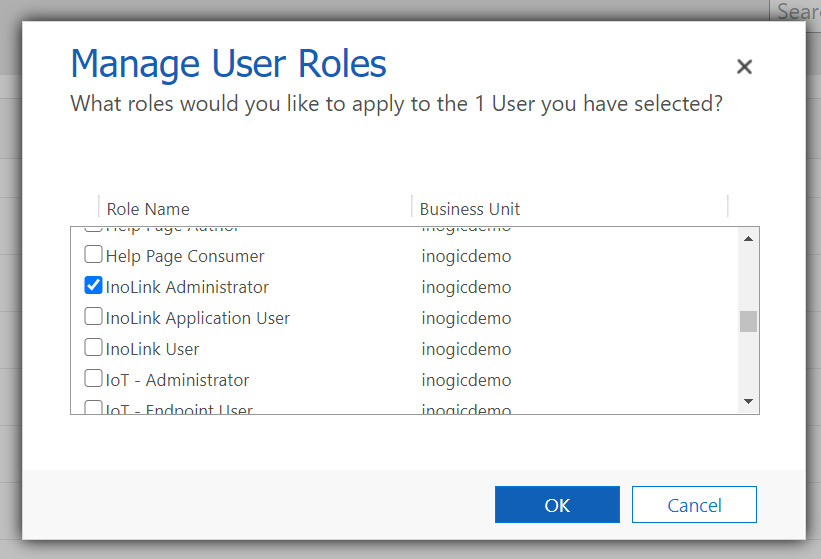 Sear
Manage User Roles
What roles would you like to apply to the 1 User you have selected?
Role Name Business Unit
Help Page Author inogicdemo
Help Page Consumer inogicdemo
InoLink Administrator inogicdemo
InoLink Application User inogicdemo
InoLink User inogicdemo
IoT - Administrator inogicdemo
IoT - Endpoint User inogicdemo
OK Cancel